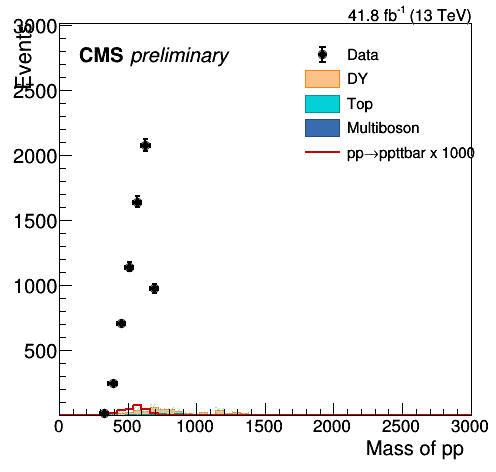 41.8 fb⁻¹ (13 TeV)
CMS preliminary
Data
DY
Top
Multiboson
pp→ppttbar x 1000
Events
3000
2500
2000
1500
1000
500
0 500 1000 1500 2000 2500 3000
Mass of pp